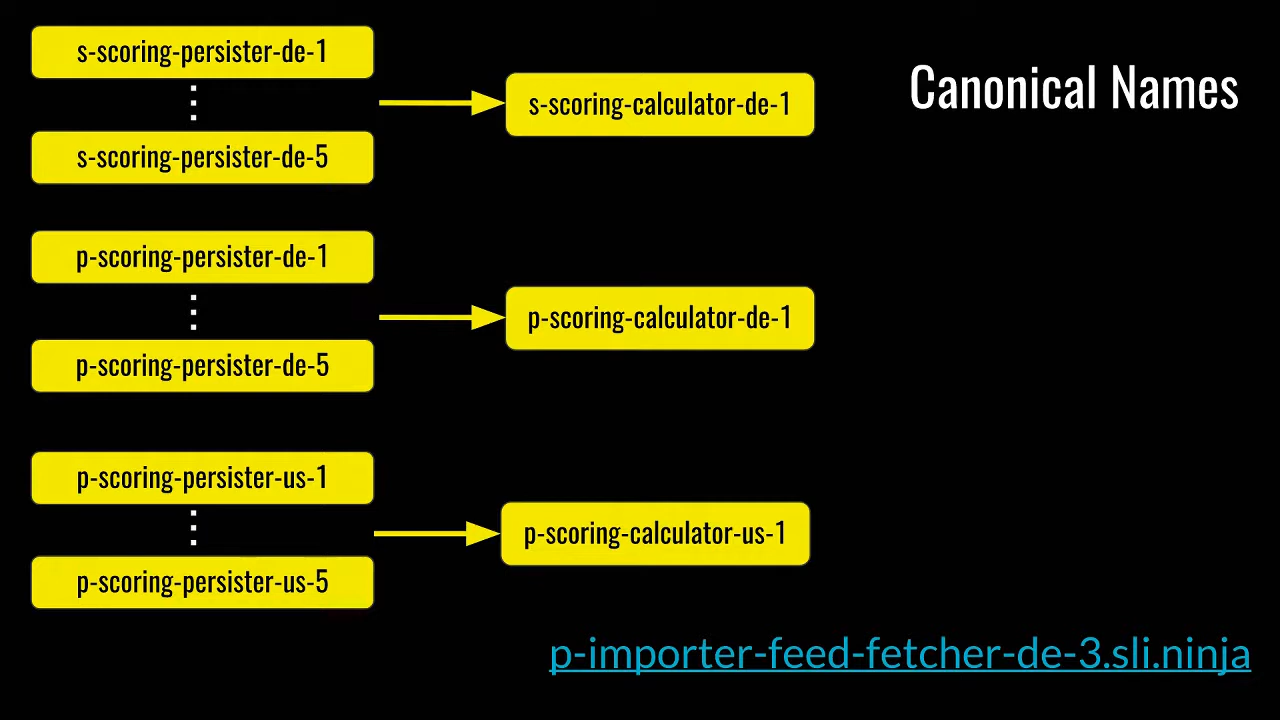 s-scoring-persister-de-1
s-scoring-persister-de-5
s-scoring-calculator-de-1
Canonical Names
p-scoring-persister-de-1
p-scoring-persister-de-5
p-scoring-calculator-de-1
p-scoring-persister-us-1
p-scoring-persister-us-5
p-scoring-calculator-us-1
p-importer-feed-fetcher-de-3.sli.ninja